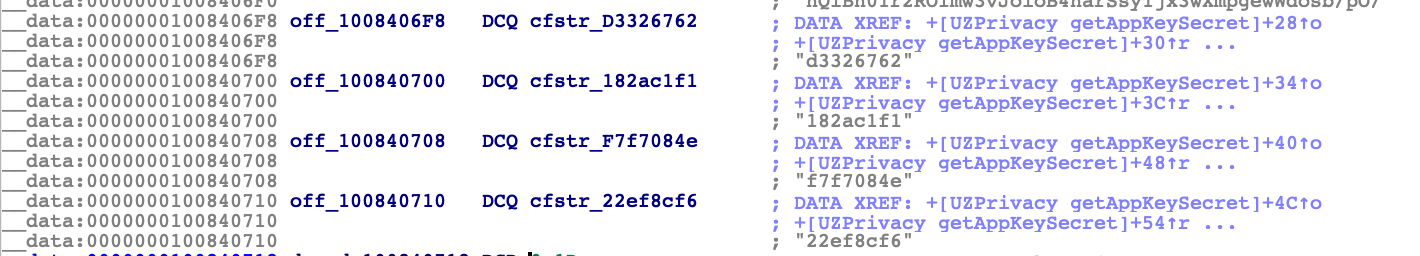 __data:00000001008406F8 off_1008406F8 DCQ cfstr_D3326762 ; DATA XREF: +[UZPrivacy getAppKeySecret]+28↑o
__data:00000001008406F8 ; +[UZPrivacy getAppKeySecret]+30↑r ...
__data:00000001008406F8 ; "d3326762"
__data:0000000100840700 off_100840700 DCQ cfstr_182ac1f1 ; DATA XREF: +[UZPrivacy getAppKeySecret]+34↑o
__data:0000000100840700 ; +[UZPrivacy getAppKeySecret]+3C↑r ...
__data:0000000100840700 ; "182ac1f1"
__data:0000000100840708 off_100840708 DCQ cfstr_F7f7084e ; DATA XREF: +[UZPrivacy getAppKeySecret]+40↑o
__data:0000000100840708 ; +[UZPrivacy getAppKeySecret]+48↑r ...
__data:0000000100840708 ; "f7f7084e"
__data:0000000100840710 off_100840710 DCQ cfstr_22ef8cf6 ; DATA XREF: +[UZPrivacy getAppKeySecret]+4C↑o
__data:0000000100840710 ; +[UZPrivacy getAppKeySecret]+54↑r ...
__data:0000000100840710 ; "22ef8cf6"